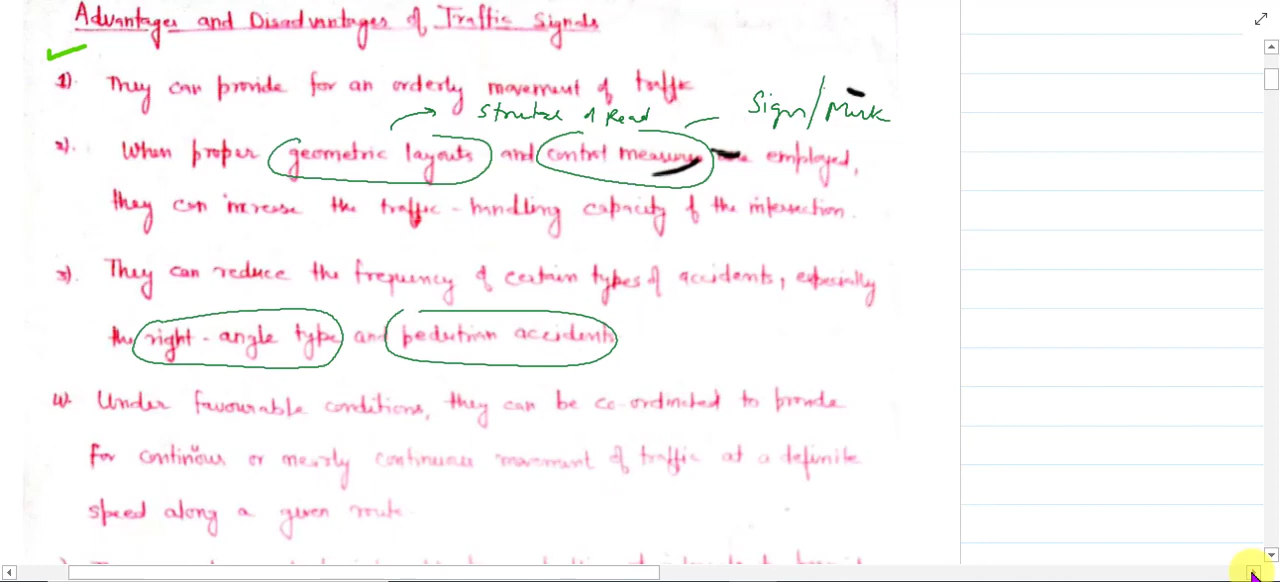 Advantages and Disadvantages of Traffic Signals
1). They can provide for an orderly movement of traffic
Structure of Road
Sign/Mark
2). When proper geometric layouts and control measures are employed,
they can increase the traffic-handling capacity of the intersection.
3). They can reduce the frequency of certain types of accidents, especially
the right-angle type and pedestrian accidents
4). Under favourable conditions, they can be co-ordinated to provide
for continous or nearly continuous movement of traffic at a definite
speed along a given route